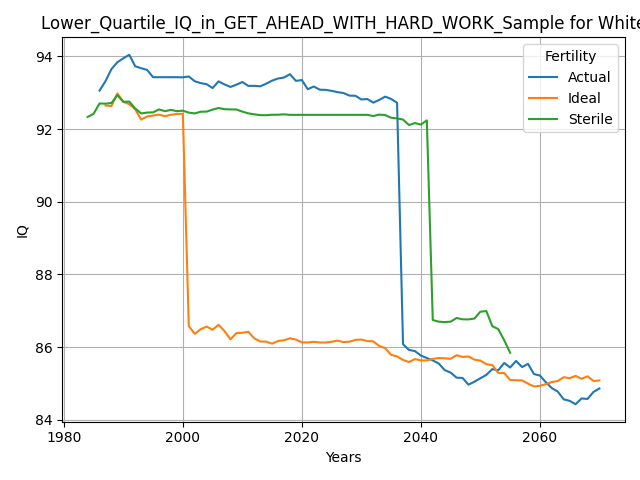 Lower_Quartile_IQ_in_GET_AHEAD_WITH_HARD_WORK_Sample for White
94
92
90
88
86
84
IQ
1980
2000
2020
2040
2060
Years
Fertility
Actual
Ideal
Sterile